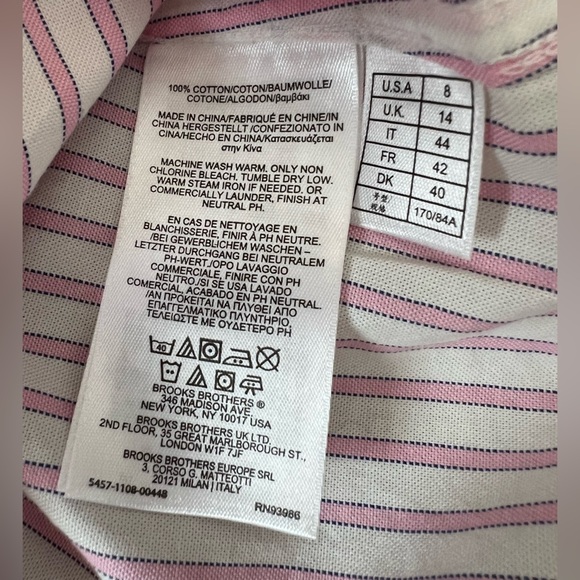 100% COTTON/COTON/BAUMWOLLE/
COTONE/ALGODON/βαμβάκι
MADE IN CHINA/FABRIQUÉ EN CHINE/IN
CHINA HERGESTELLT/CONFEZIONATO IN
CINA/HECHO EN CHINA/Κατασκευάζεται
στην Κίνα
MACHINE WASH WARM. ONLY NON
CHLORINE BLEACH. TUMBLE DRY LOW.
WARM STEAM IRON IF NEEDED. OR
COMMERCIALLY LAUNDER, FINISH AT
NEUTRAL PH.
EN CAS DE NETTOYAGE EN
BLANCHISSERIE, FINIR À PH NEUTRE.
/BEI GEWERBLICHEM WASCHEN –
LETZTER DURCHGANG BEI NEUTRALEM
PH-WERT./OPO LAVAGGIO
COMMERCIALE, FINIRE CON PH
NEUTRO./SI SE USA LAVADO
COMERCIAL, ACABADO EN PH NEUTRAL.
/ΑΝ ΠΡΟΚΕΙΤΑΙ ΝΑ ΠΛΥΘΕΙ ΑΠΟ
ΕΠΑΓΓΕΛΜΑΤΙΚΟ ΠΛΥΝΤΗΡΙΟ,
ΤΕΛΕΙΩΣΤΕ ΜΕ ΟΥΔΕΤΕΡΟ PH
40
BROOKS BROTHERS ®
346 MADISON AVE.
NEW YORK, NY 10017 USA
BROOKS BROTHERS UK LTD.
2ND FLOOR, 35 GREAT MARLBOROUGH ST.
LONDON W1F 7JF
BROOKS BROTHERS EUROPE SRL
3, CORSO G. MATTEOTTI
20121 MILAN | ITALY
5457-1108-00448 RN93986
U.S.A 8
U.K. 14
IT 44
FR 42
DK 40
号型 170/84A